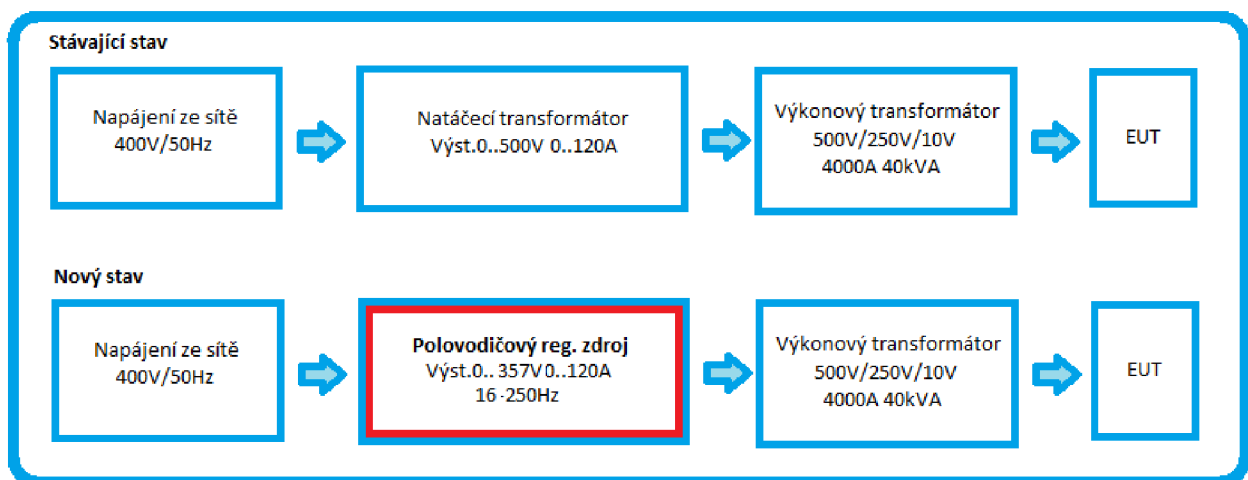 Stávající stav
Napájení ze sítě
400V/50Hz
Natáčecí transformátor
Výst.0..500V 0..120A
Výkonový transformátor
500V/250V/10V
4000A 40kVA
EUT
Nový stav
Napájení ze sítě
400V/50Hz
Polovodičový reg. zdroj
Výst.0.. 357V 0..120A
16-250Hz
Výkonový transformátor
500V/250V/10V
4000A 40kVA
EUT